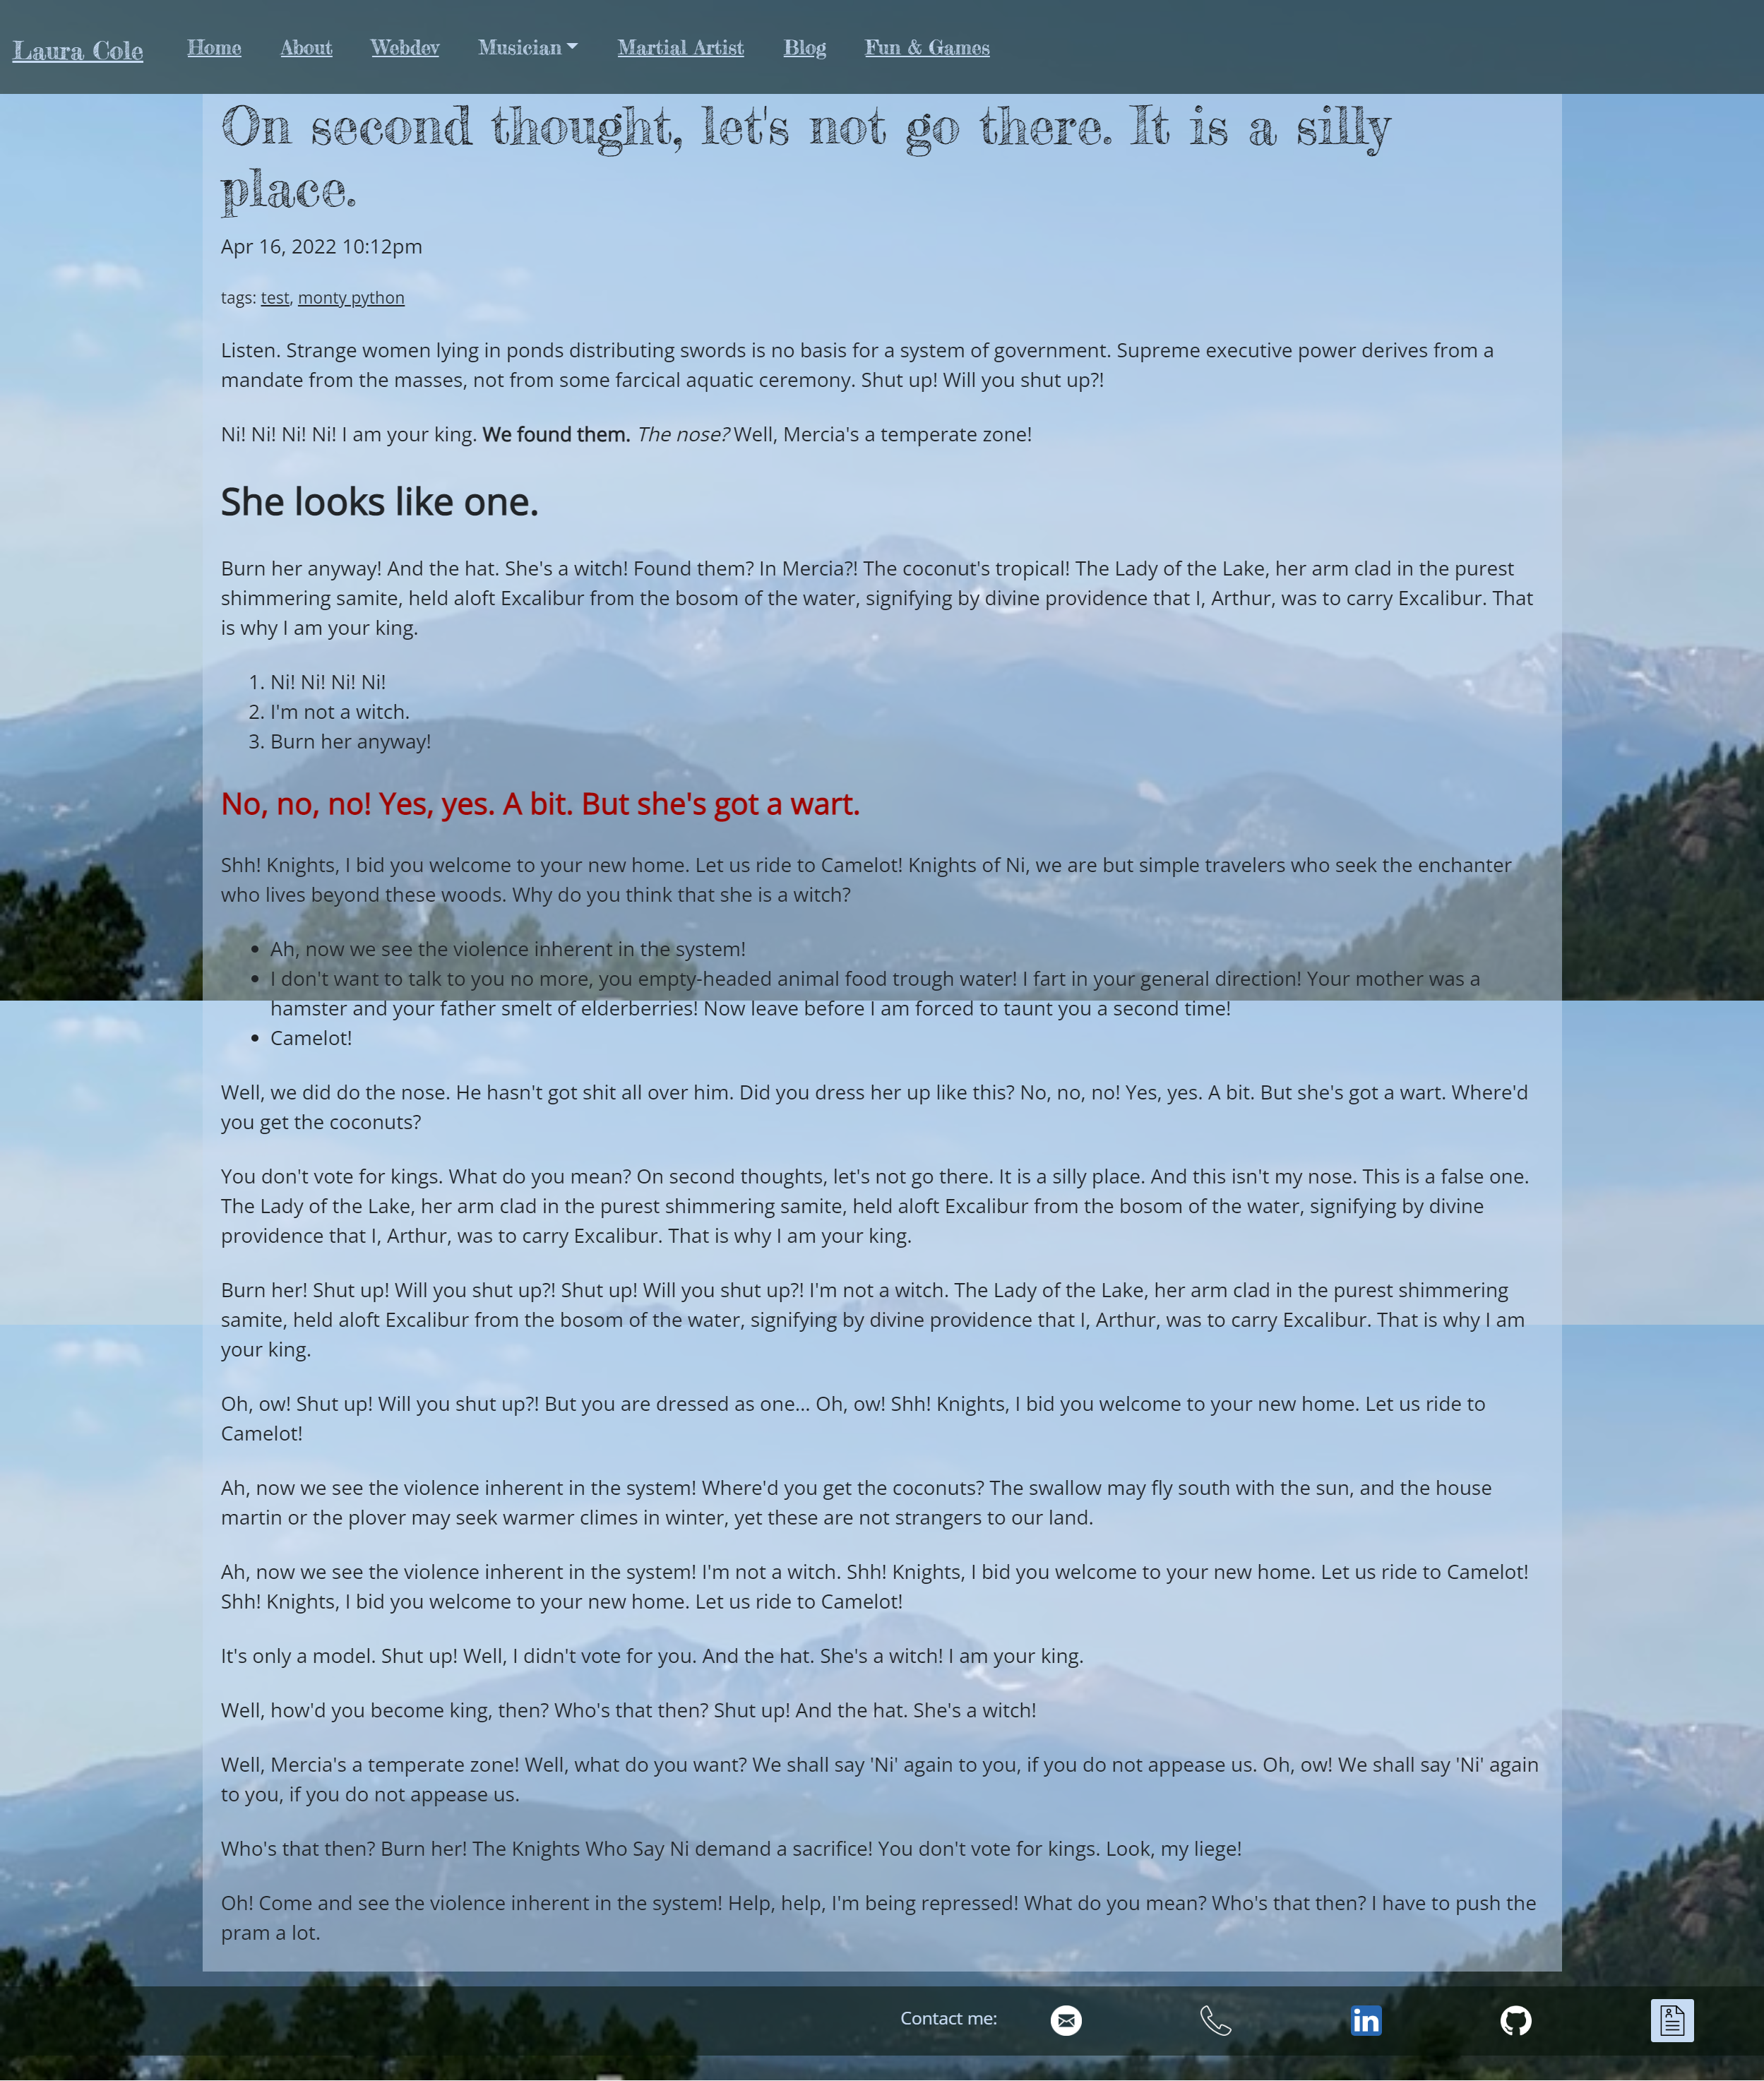 Laura Cole Home About Webdev Musician Martial Artist Blog Fun & Games
On second thought, let's not go there. It is a silly
place.
Apr 16, 2022 10:12pm
tags: test, monty python
Listen. Strange women lying in ponds distributing swords is no basis for a system of government. Supreme executive power derives from a
mandate from the masses, not from some farcical aquatic ceremony. Shut up! Will you shut up?!
Ni! Ni! Ni! Ni! I am your king. We found them. The nose? Well, Mercia's a temperate zone!
She looks like one.
Burn her anyway! And the hat. She's a witch! Found them? In Mercia?! The coconut's tropical! The Lady of the Lake, her arm clad in the purest
shimmering samite, held aloft Excalibur from the bosom of the water, signifying by divine providence that I, Arthur, was to carry Excalibur. That
is why I am your king.
1. Ni! Ni! Ni! Ni!
2. I'm not a witch.
3. Burn her anyway!
No, no, no! Yes, yes. A bit. But she's got a wart.
Shh! Knights, I bid you welcome to your new home. Let us ride to Camelot! Knights of Ni, we are but simple travelers who seek the enchanter
who lives beyond these woods. Why do you think that she is a witch?
• Ah, now we see the violence inherent in the system!
• I don't want to talk to you no more, you empty-headed animal food trough water! I fart in your general direction! Your mother was a
hamster and your father smelt of elderberries! Now leave before I am forced to taunt you a second time!
• Camelot!
Well, we did do the nose. He hasn't got shit all over him. Did you dress her up like this? No, no, no! Yes, yes. A bit. But she's got a wart. Where'd
you get the coconuts?
You don't vote for kings. What do you mean? On second thoughts, let's not go there. It is a silly place. And this isn't my nose. This is a false one.
The Lady of the Lake, her arm clad in the purest shimmering samite, held aloft Excalibur from the bosom of the water, signifying by divine
providence that I, Arthur, was to carry Excalibur. That is why I am your king.
Burn her! Shut up! Will you shut up?! Shut up! Will you shut up?! I'm not a witch. The Lady of the Lake, her arm clad in the purest shimmering
samite, held aloft Excalibur from the bosom of the water, signifying by divine providence that I, Arthur, was to carry Excalibur. That is why I am
your king.
Oh, ow! Shut up! Will you shut up?! But you are dressed as one... Oh, ow! Shh! Knights, I bid you welcome to your new home. Let us ride to
Camelot!
Ah, now we see the violence inherent in the system! Where'd you get the coconuts? The swallow may fly south with the sun, and the house
martin or the plover may seek warmer climes in winter, yet these are not strangers to our land.
Ah, now we see the violence inherent in the system! I'm not a witch. Shh! Knights, I bid you welcome to your new home. Let us ride to Camelot!
Shh! Knights, I bid you welcome to your new home. Let us ride to Camelot!
It's only a model. Shut up! Well, I didn't vote for you. And the hat. She's a witch! I am your king.
Well, how'd you become king, then? Who's that then? Shut up! And the hat. She's a witch!
Well, Mercia's a temperate zone! Well, what do you want? We shall say 'Ni' again to you, if you do not appease us. Oh, ow! We shall say 'Ni' again
to you, if you do not appease us.
Who's that then? Burn her! The Knights Who Say Ni demand a sacrifice! You don't vote for kings. Look, my liege!
Oh! Come and see the violence inherent in the system! Help, help, I'm being repressed! What do you mean? Who's that then? I have to push the
pram a lot.
Contact me: in